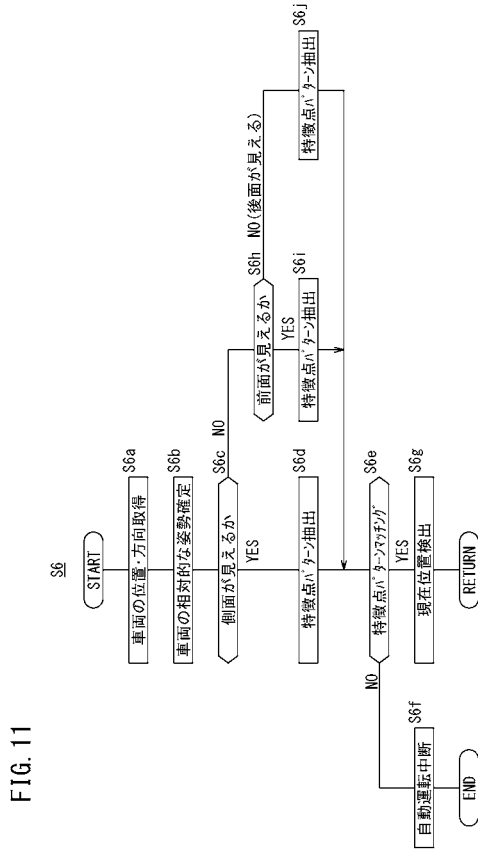 FIG. 11
S6
START
車両の位置・方向取得
S6a
車両の相対的な姿勢確定
S6b
側面が見えるか
S6c
NO
YES
前面が見えるか
S6h
NO(後面が見える)
YES
特徴点パターン抽出
S6d
特徴点パターン抽出
S6i
特徴点パターン抽出
S6j
特徴点パターンマッチング
S6e
NO
YES
自動運転中断
S6f
現在位置検出
S6g
END
RETURN